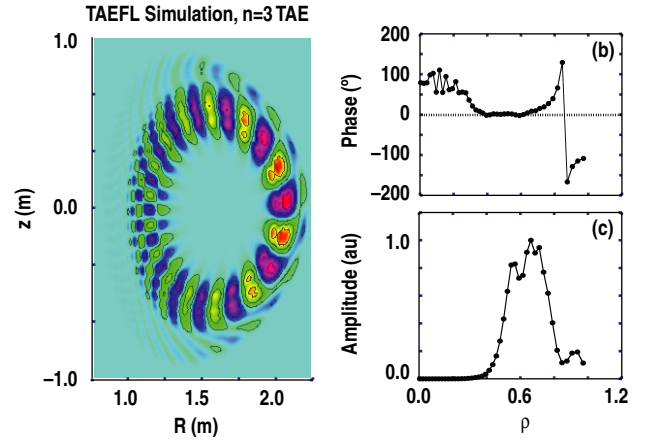 TAEFL Simulation, n=3 TAE
1.0
0.0
−1.0
z (m)
1.0
1.5
2.0
R (m)
(b)
200
100
0
−100
−200
Phase (°)
(c)
1.0
0.0
Amplitude (au)
0.0
0.6
1.2
ρ